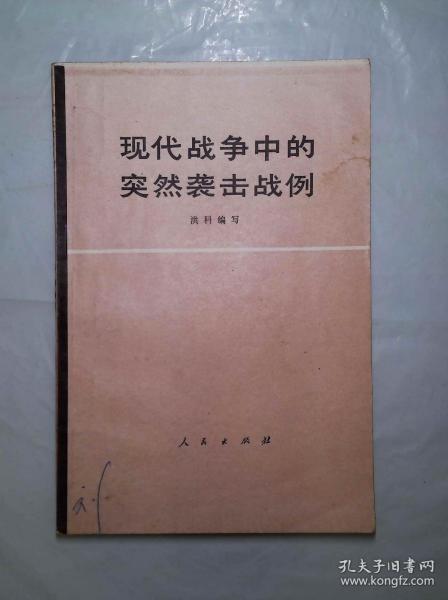 现代战争中的
突然袭击战例
洪科编写
人民出版社
刘
孔夫子旧书网
www.kongfz.com